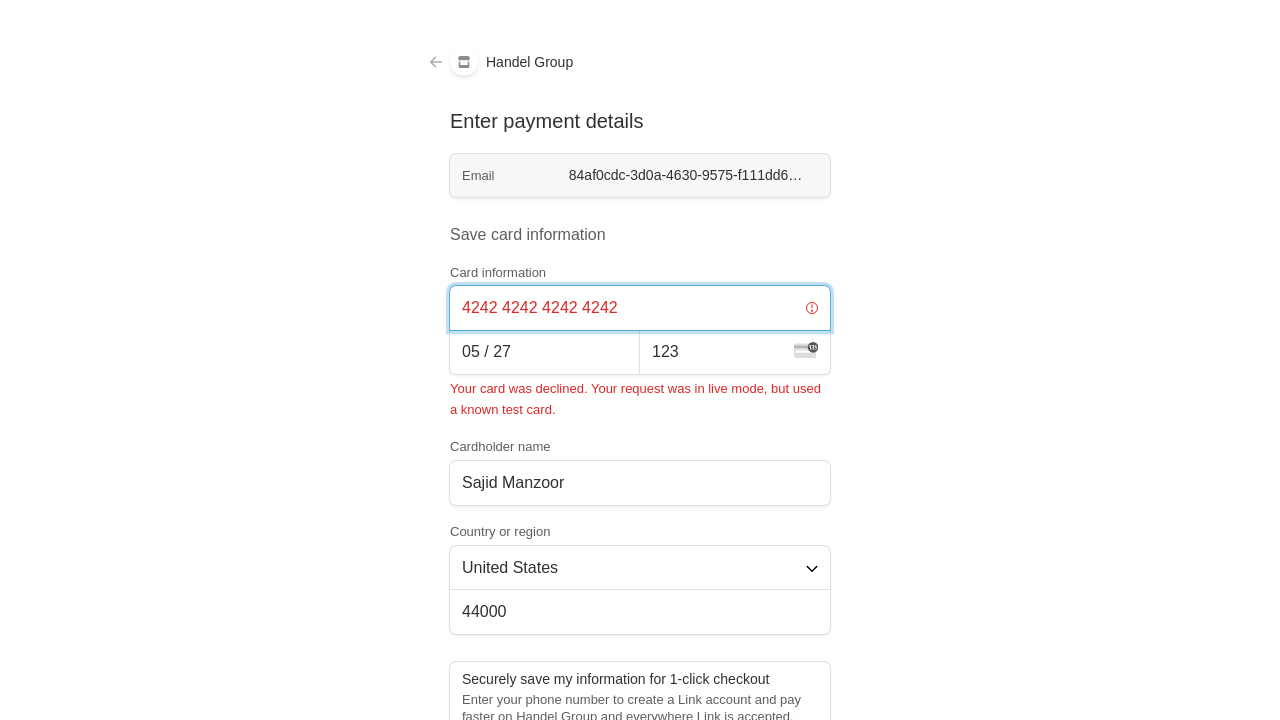 Handel Group
Enter payment details
Email
84af0cdc-3d0a-4630-9575-f111dd6…
Save card information
Card information
4242 4242 4242 4242
05 / 27
123
Your card was declined. Your request was in live mode, but used
a known test card.
Cardholder name
Sajid Manzoor
Country or region
United States
44000
Securely save my information for 1-click checkout
Enter your phone number to create a Link account and pay
faster on Handel Group and everywhere Link is accepted.